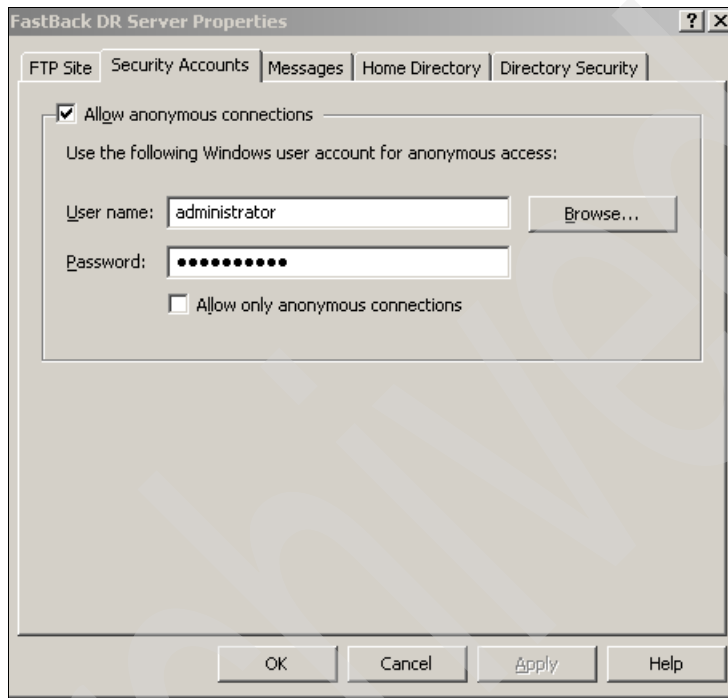 FastBack DR Server Properties
FTP Site Security Accounts Messages Home Directory Directory Security
Allow anonymous connections
Use the following Windows user account for anonymous access:
User name: administrator Browse...
Password: ●●●●●●●●●●
Allow only anonymous connections
OK Cancel Apply Help